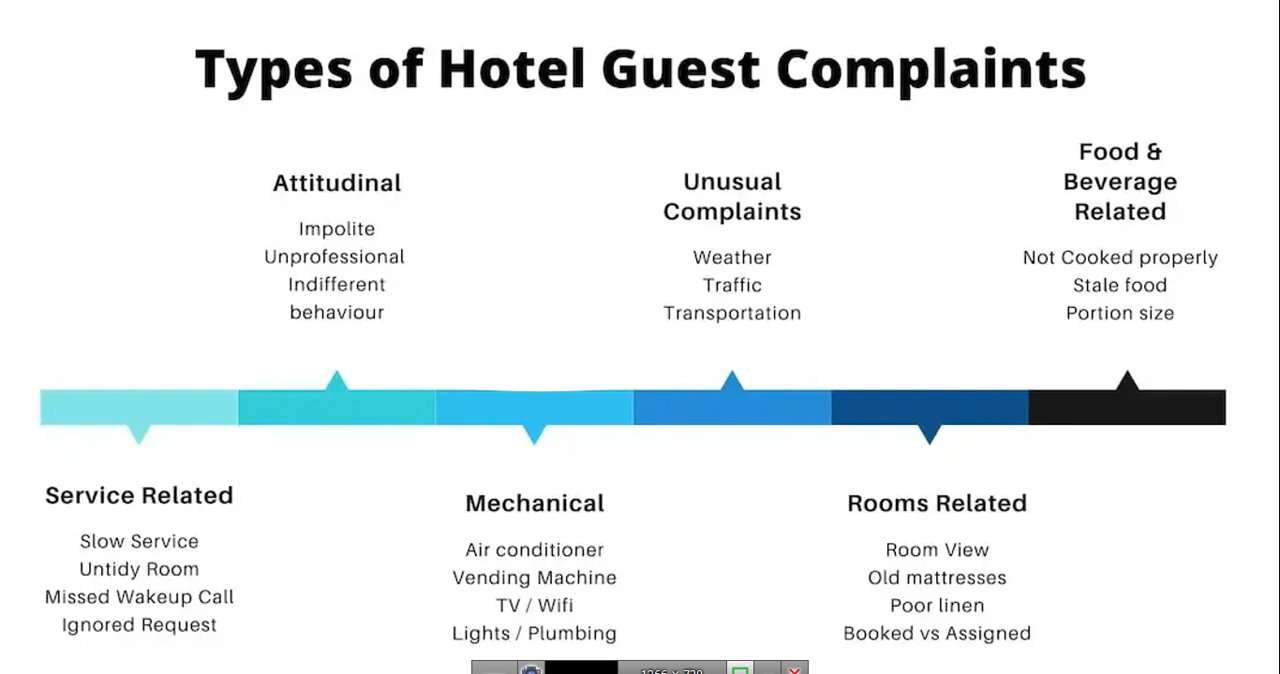 Types of Hotel Guest Complaints
Attitudinal
Impolite
Unprofessional
Indifferent
behaviour
Unusual
Complaints
Weather
Traffic
Transportation
Food &
Beverage
Related
Not Cooked properly
Stale food
Portion size
Service Related
Slow Service
Untidy Room
Missed Wakeup Call
Ignored Request
Mechanical
Air conditioner
Vending Machine
TV / Wifi
Lights / Plumbing
Rooms Related
Room View
Old mattresses
Poor linen
Booked vs Assigned